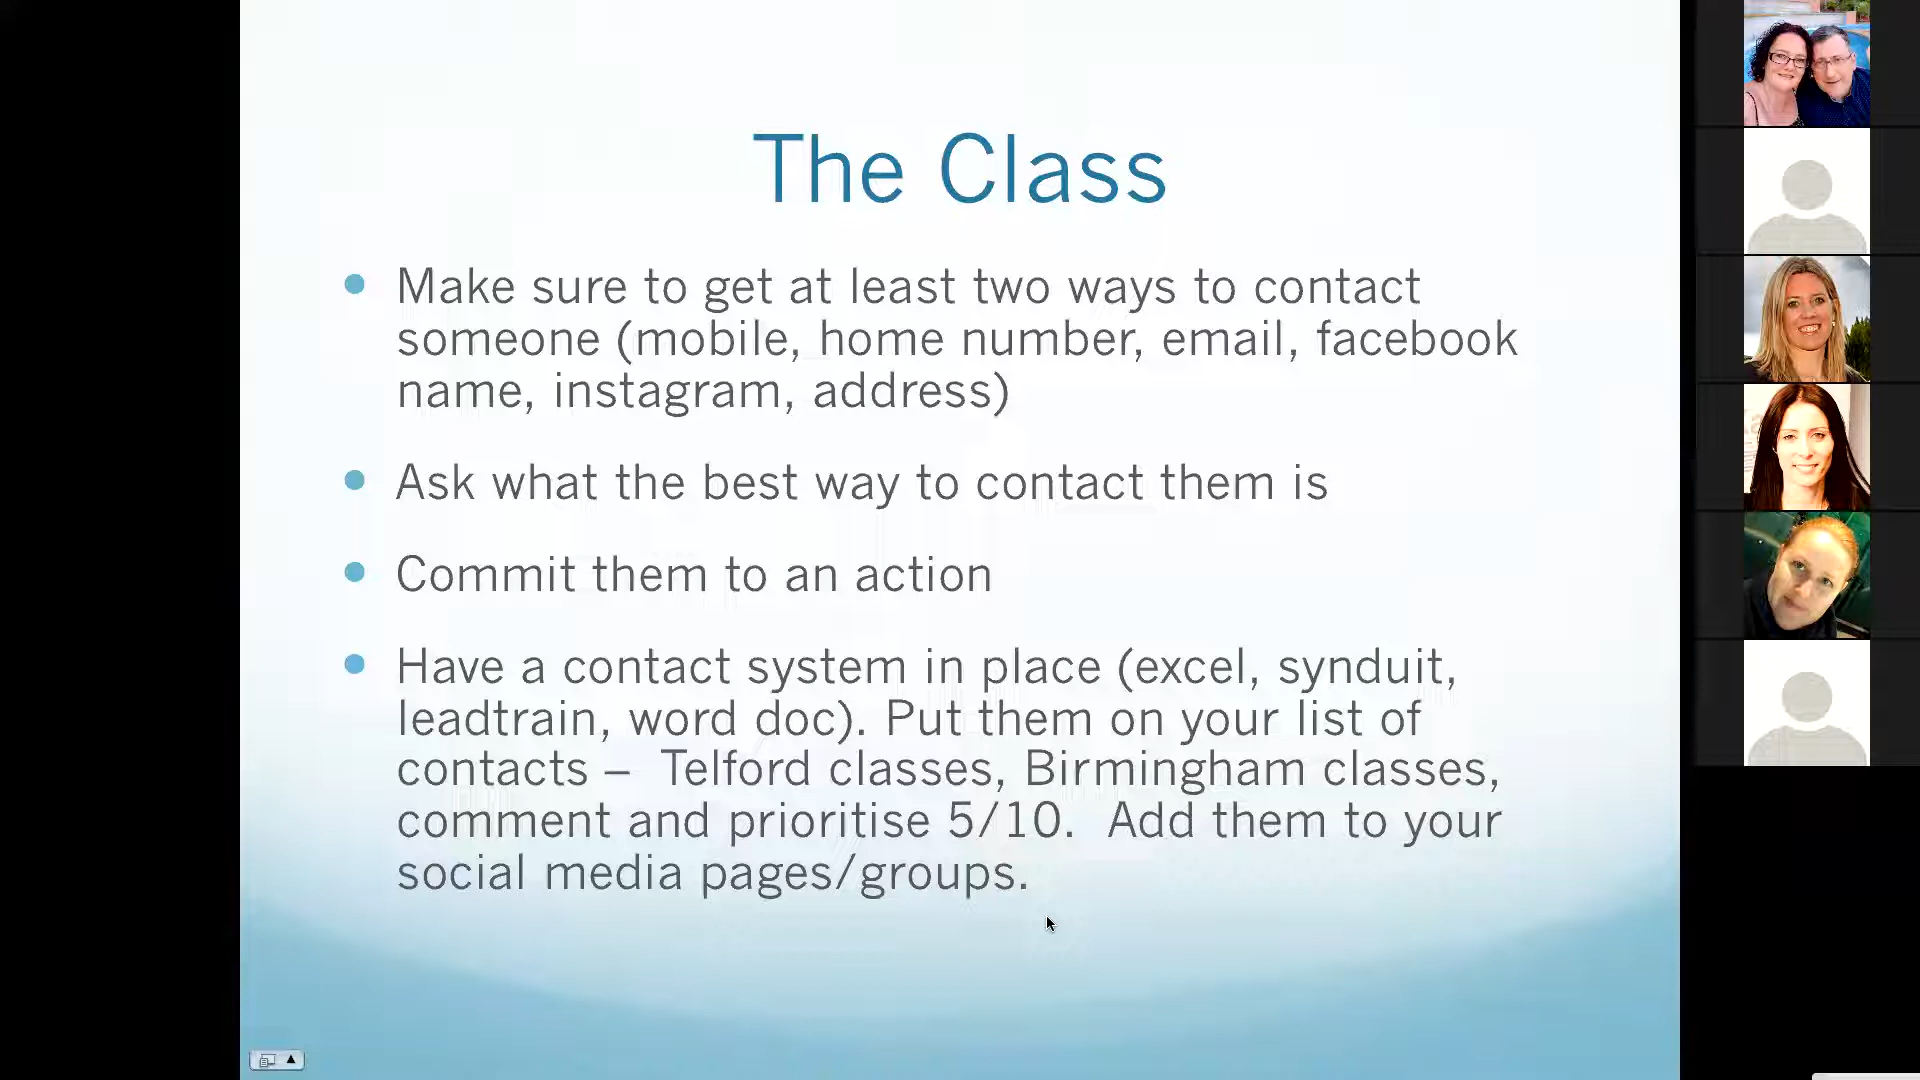 The Class
Make sure to get at least two ways to contact
someone (mobile, home number, email, facebook
name, instagram, address)
Ask what the best way to contact them is
Commit them to an action
Have a contact system in place (excel, synduit,
leadtrain, word doc). Put them on your list of
contacts – Telford classes, Birmingham classes,
comment and prioritise 5/10. Add them to your
social media pages/groups.